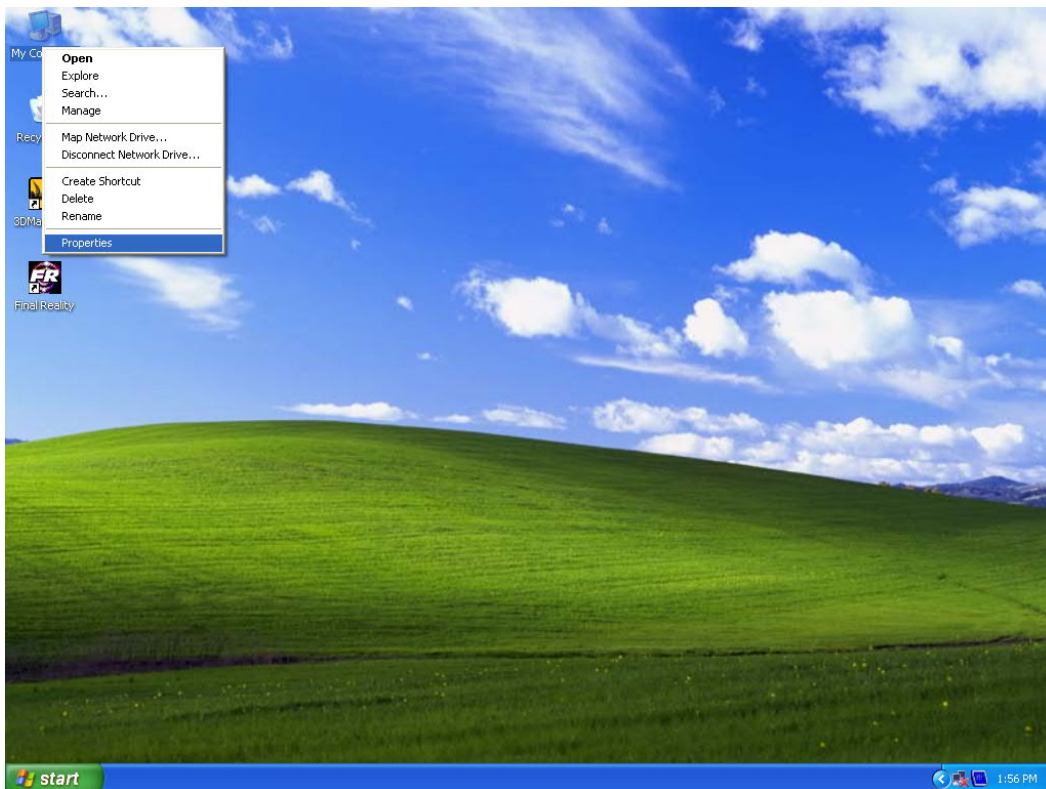 My Co
Open
Explore
Search...
Manage
Map Network Drive...
Disconnect Network Drive...
Create Shortcut
Delete
Rename
Properties
Recy
3DMa
FR
Final Reality
start
1:56 PM